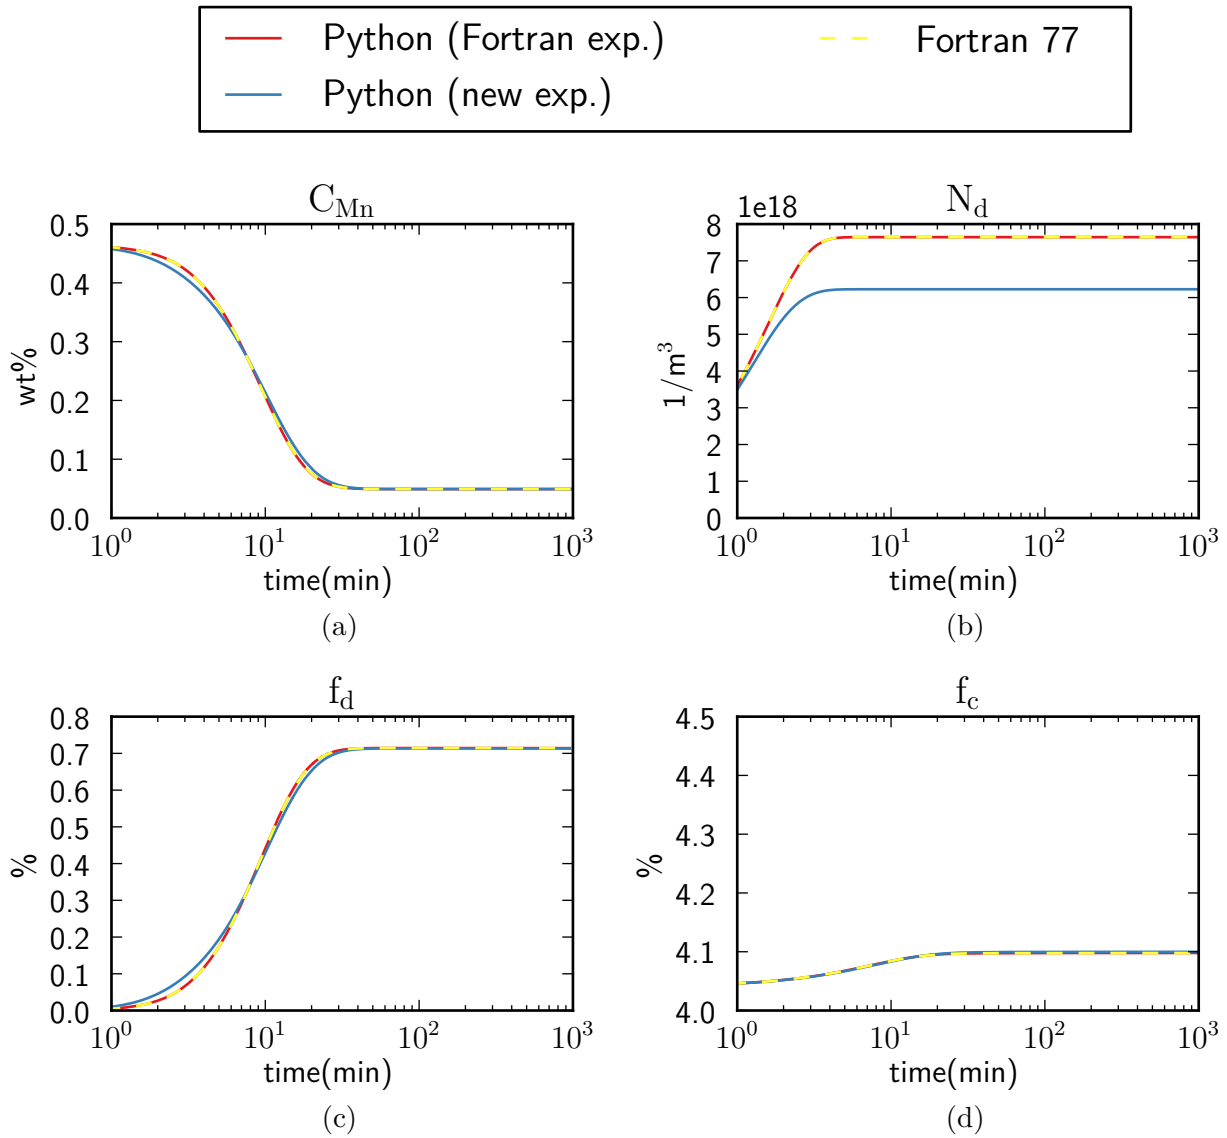 Python (Fortran exp.)
Fortran 77
Python (new exp.)
C_Mn
0.5
0.4
0.3
0.2
0.1
0.0
wt%
10^0 10^1 10^2 10^3
time(min)
(a)
N_d
1e18
8
7
6
5
4
3
2
1
0
1/m^3
10^0 10^1 10^2 10^3
time(min)
(b)
f_d
0.8
0.7
0.6
0.5
0.4
0.3
0.2
0.1
0.0
%
10^0 10^1 10^2 10^3
time(min)
(c)
f_c
4.5
4.4
4.3
4.2
4.1
4.0
%
10^0 10^1 10^2 10^3
time(min)
(d)